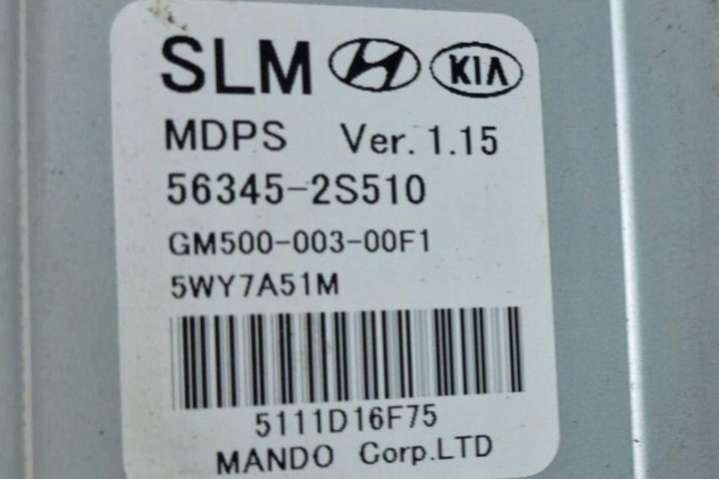 SLM KIA
MDPS Ver. 1.15
56345-2S510
GM500-003-00F1
5WY7A51M
5111D16F75
MANDO Corp.LTD